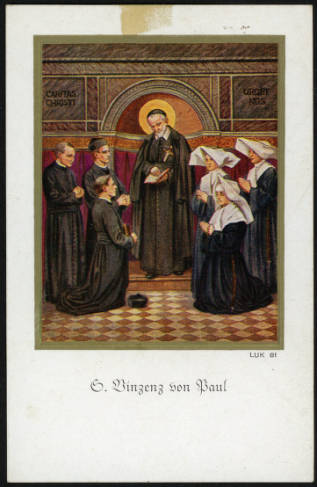 CARITAS
CHRISTI
URGET
NOS
LUK 81
S. Vinzenz von Paul